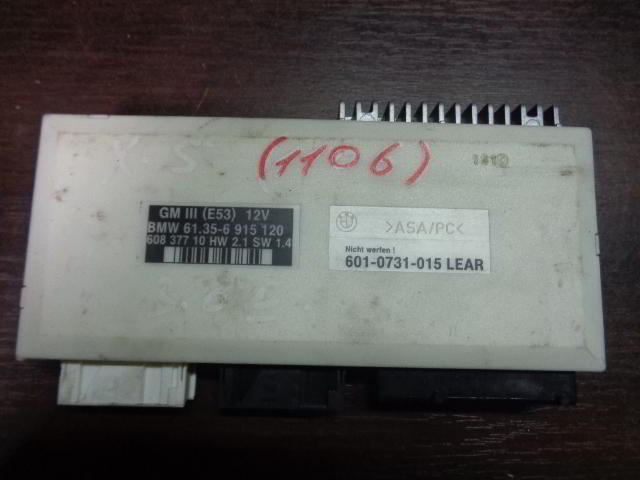 (1106)
GM III (E53) 12V
BMW 61.35-6 915 120
608 377 10 HW 2.1 SW 1.4
>ASA/PC<
Nicht werfen !
601-0731-015 LEAR